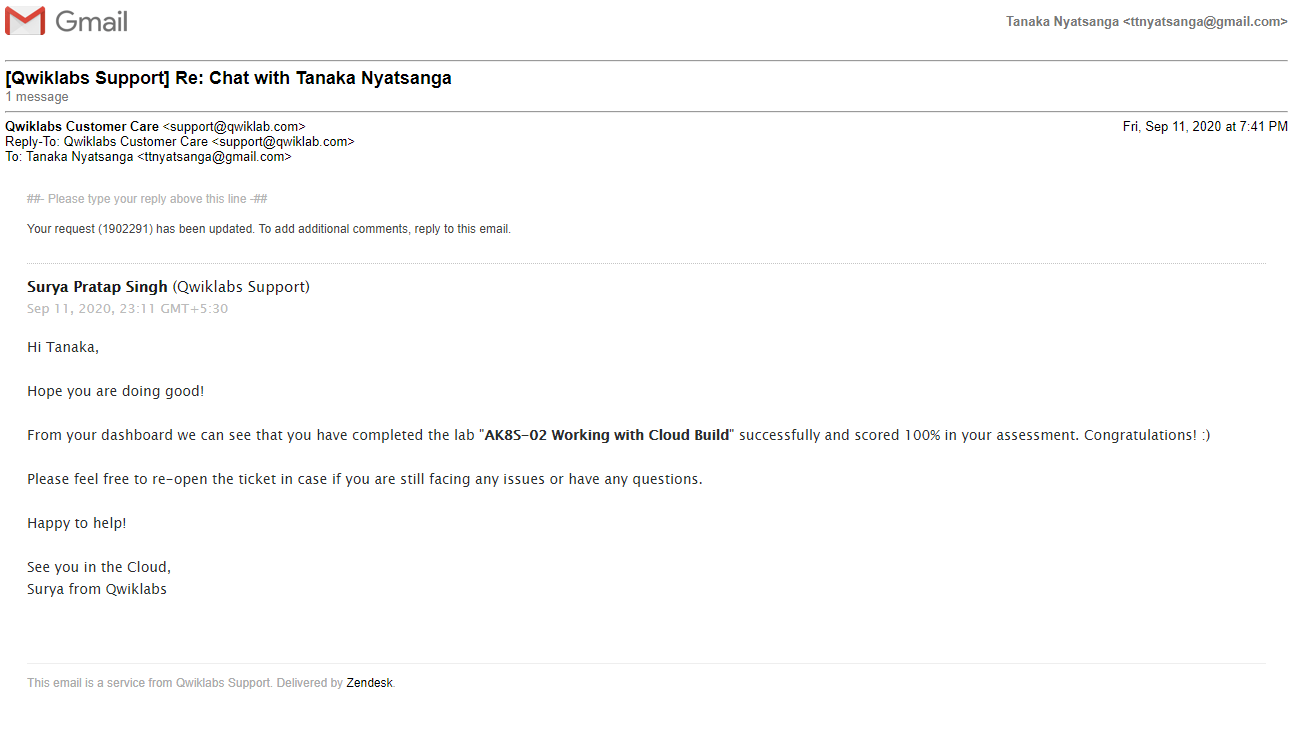 Gmail
Tanaka Nyatsanga <ttnyatsanga@gmail.com>
[Qwiklabs Support] Re: Chat with Tanaka Nyatsanga
1 message
Qwiklabs Customer Care <support@qwiklab.com>
Fri, Sep 11, 2020 at 7:41 PM
Reply-To: Qwiklabs Customer Care <support@qwiklab.com>
To: Tanaka Nyatsanga <ttnyatsanga@gmail.com>
##- Please type your reply above this line -##
Your request (1902291) has been updated. To add additional comments, reply to this email.
Surya Pratap Singh (Qwiklabs Support)
Sep 11, 2020, 23:11 GMT+5:30
Hi Tanaka,
Hope you are doing good!
From your dashboard we can see that you have completed the lab "AK8S-02 Working with Cloud Build" successfully and scored 100% in your assessment. Congratulations! :)
Please feel free to re-open the ticket in case if you are still facing any issues or have any questions.
Happy to help!
See you in the Cloud,
Surya from Qwiklabs
This email is a service from Qwiklabs Support. Delivered by Zendesk.